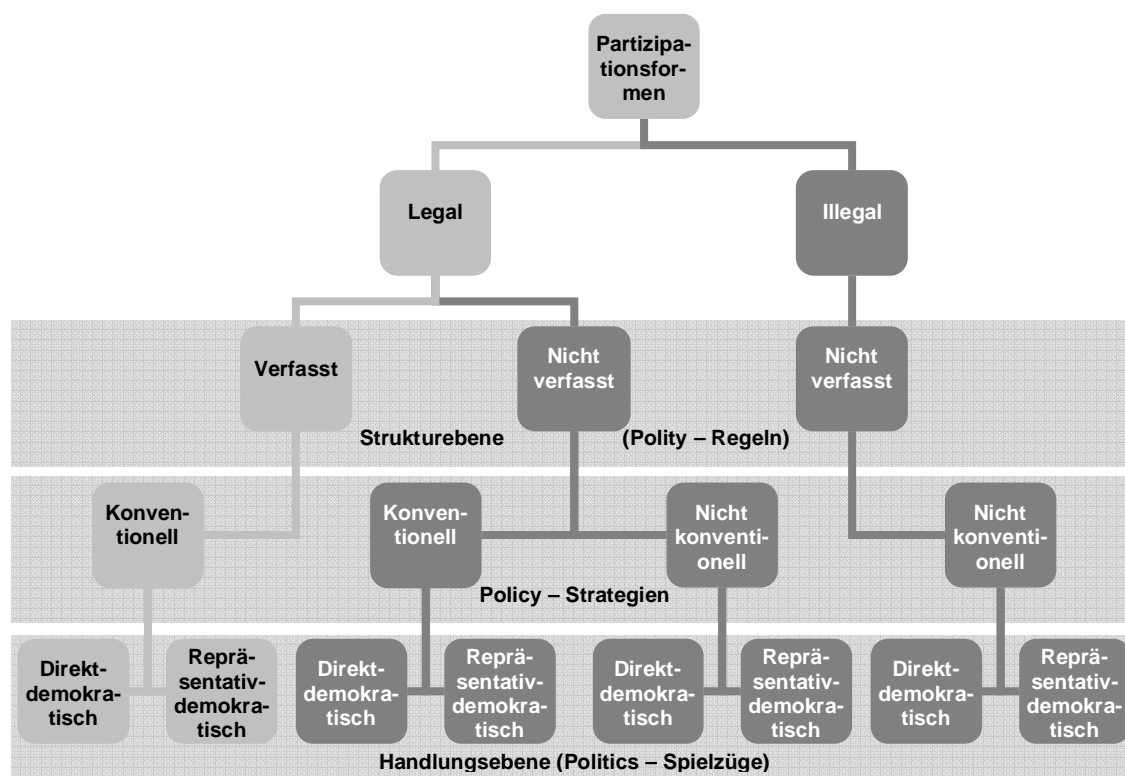 Partizipa-
tionsfor-
men
Legal
Illegal
Verfasst
Nicht
verfasst
Nicht
verfasst
Strukturebene (Polity – Regeln)
Konven-
tionell
Konven-
tionell
Nicht
konventi-
onell
Nicht
konventi-
onell
Policy – Strategien
Direkt-
demokra-
tisch
Reprä-
sentativ-
demokra-
tisch
Direkt-
demokra-
tisch
Reprä-
sentativ-
demokra-
tisch
Direkt-
demokra-
tisch
Reprä-
sentativ-
demokra-
tisch
Direkt-
demokra-
tisch
Reprä-
sentativ-
demokra-
tisch
Handlungsebene (Politics – Spielzüge)